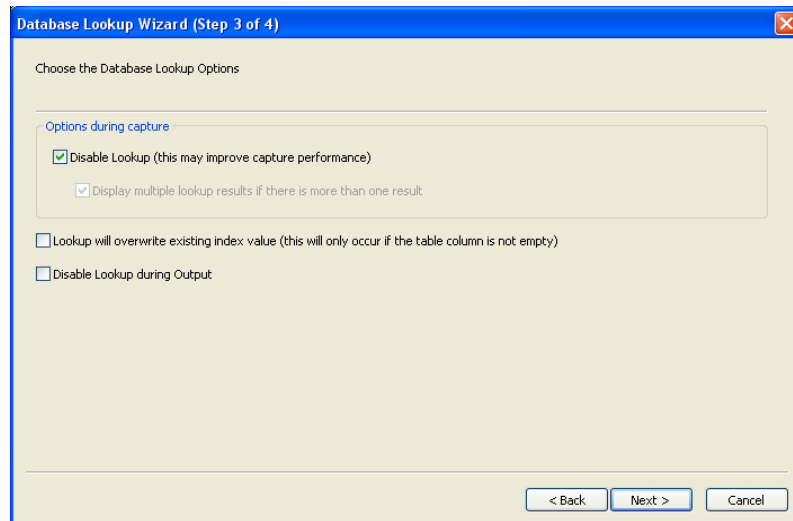 Database Lookup Wizard (Step 3 of 4)
Choose the Database Lookup Options
Options during capture
Disable Lookup (this may improve capture performance)
Display multiple lookup results if there is more than one result
Lookup will overwrite existing index value (this will only occur if the table column is not empty)
Disable Lookup during Output
< Back Next > Cancel